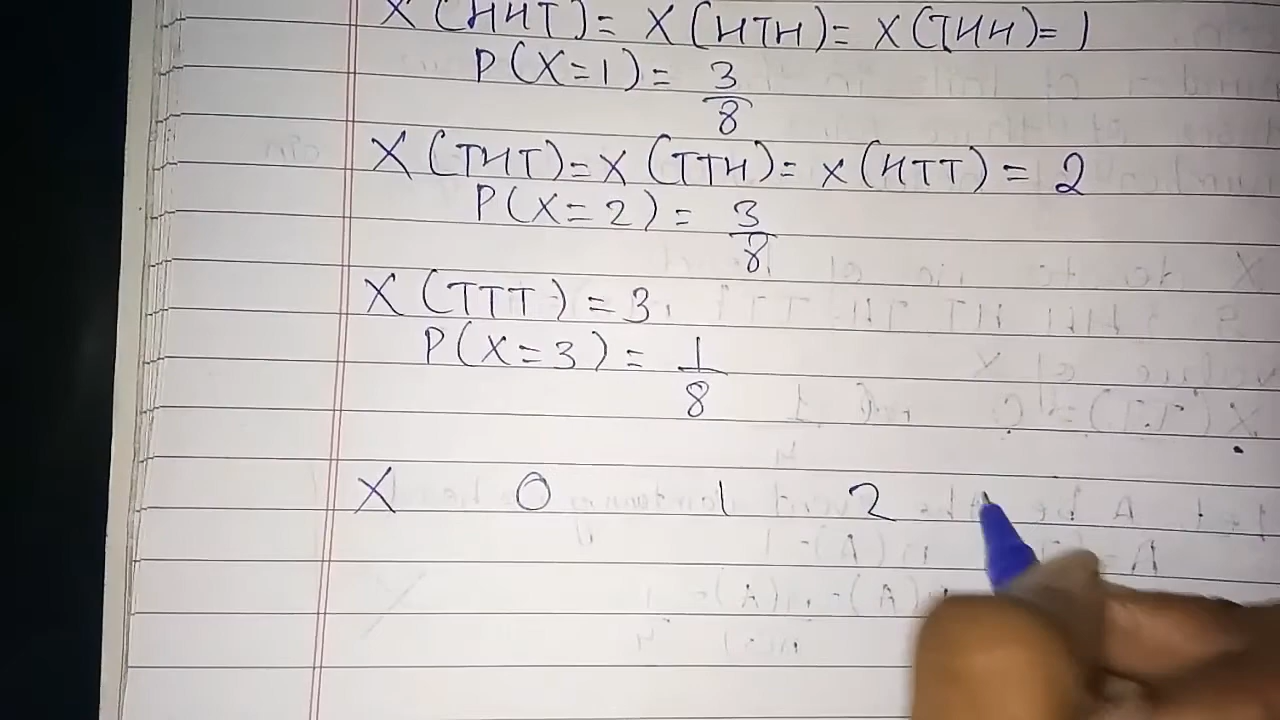 X (HHT) = X (HTH) = X (THH) = 1
P(X=1) = 3/8
X (THT) = X (TTH) = X (HTT) = 2
P(X=2) = 3/8
X (TTT) = 3
P(X=3) = 1/8
X 0 1 2